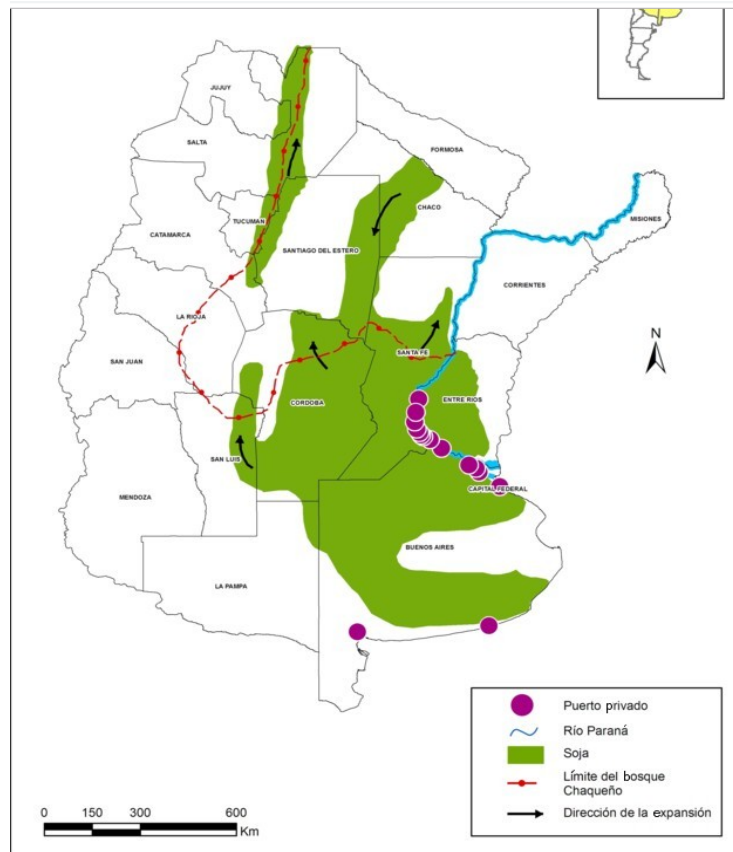 JUJUY
SALTA
FORMOSA
CHACO
MISIONES
TUCUMAN
CATAMARCA
SANTIAGO DEL ESTERO
CORRIENTES
LA RIOJA
N
SAN JUAN
SANTA FE
CORDOBA
ENTRE RIOS
SAN LUIS
MENDOZA
CAPITAL FEDERAL
BUENOS AIRES
LA PAMPA
Puerto privado
Río Paraná
Soja
Límite del bosque
Chaqueño
Dirección de la expansión
0 150 300 600
Km